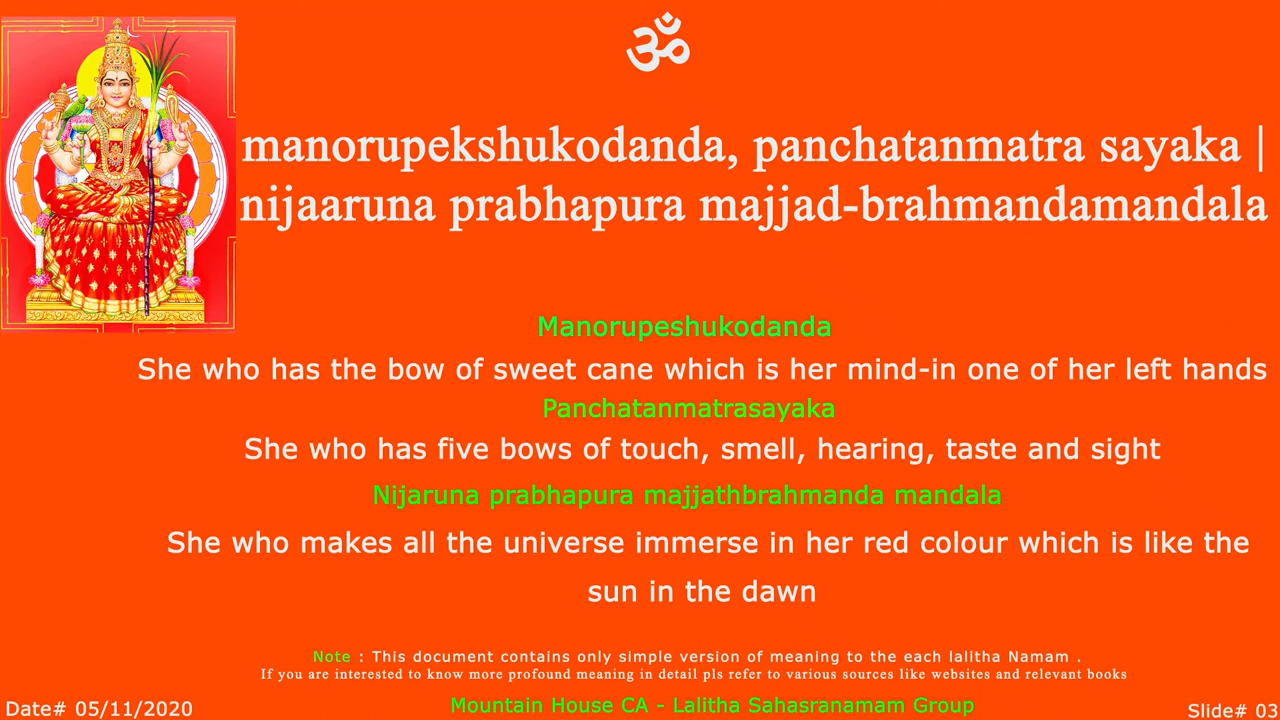 ॐ
manorupekshukodanda, panchatanmatra sayaka |
nijaaruna prabhapura majjad-brahmandamandala
Manorupeshukodanda
She who has the bow of sweet cane which is her mind-in one of her left hands
Panchatanmatrasayaka
She who has five bows of touch, smell, hearing, taste and sight
Nijaruna prabhapura majjathbrahmanda mandala
She who makes all the universe immerse in her red colour which is like the
sun in the dawn
Note : This document contains only simple version of meaning to the each lalitha Namam .
If you are interested to know more profound meaning in detail pls refer to various sources like websites and relevant books
Mountain House CA - Lalitha Sahasranamam Group
Date# 05/11/2020
Slide# 03